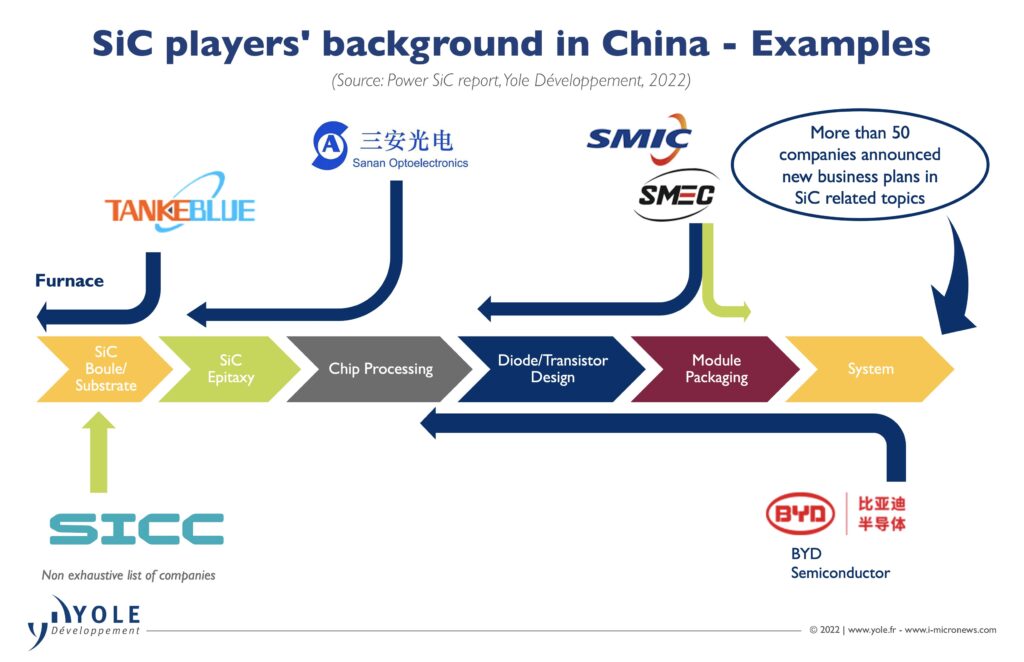 SiC players' background in China - Examples
(Source: Power SiC report, Yole Développement, 2022)
三安光电
Sanan Optoelectronics
SMIC
SMEC
More than 50
companies announced
new business plans in
SiC related topics
TANKEBLUE
Furnace
SiC
Boule/
Substrate
SiC
Epitaxy
Chip Processing
Diode/Transistor
Design
Module
Packaging
System
SICC
Non exhaustive list of companies
BYD
比亚迪
半导体
BYD
Semiconductor
YOLE
Développement
© 2022 | www.yole.fr - www.i-micronews.com